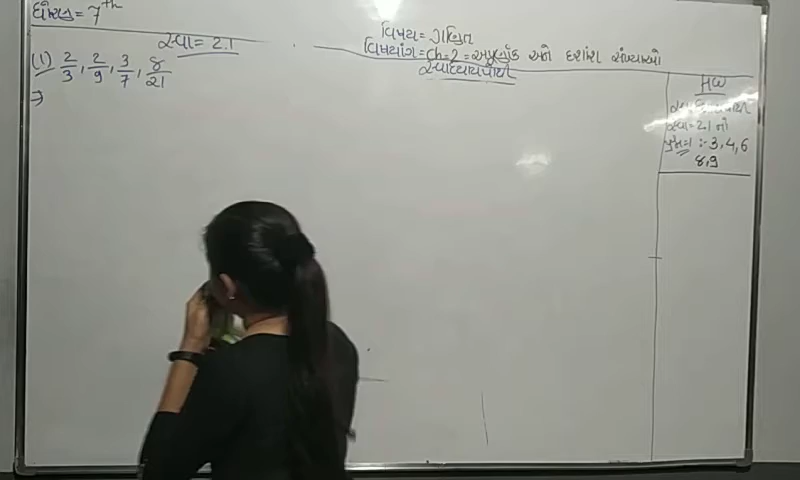 ધોરણ = 7th
વિષય = ગણિત
વિષયાંગ = Ch = 2 = અપૂર્ણાંક અને દશાંશ સંખ્યાઓ
સ્વા = 2.1
સ્વાધ્યાયપોથી
(1) 2/3, 2/9, 3/7, 8/21
⇒
HW
સ્વા = 2.1 નો
:- 3, 4, 6
8, 9